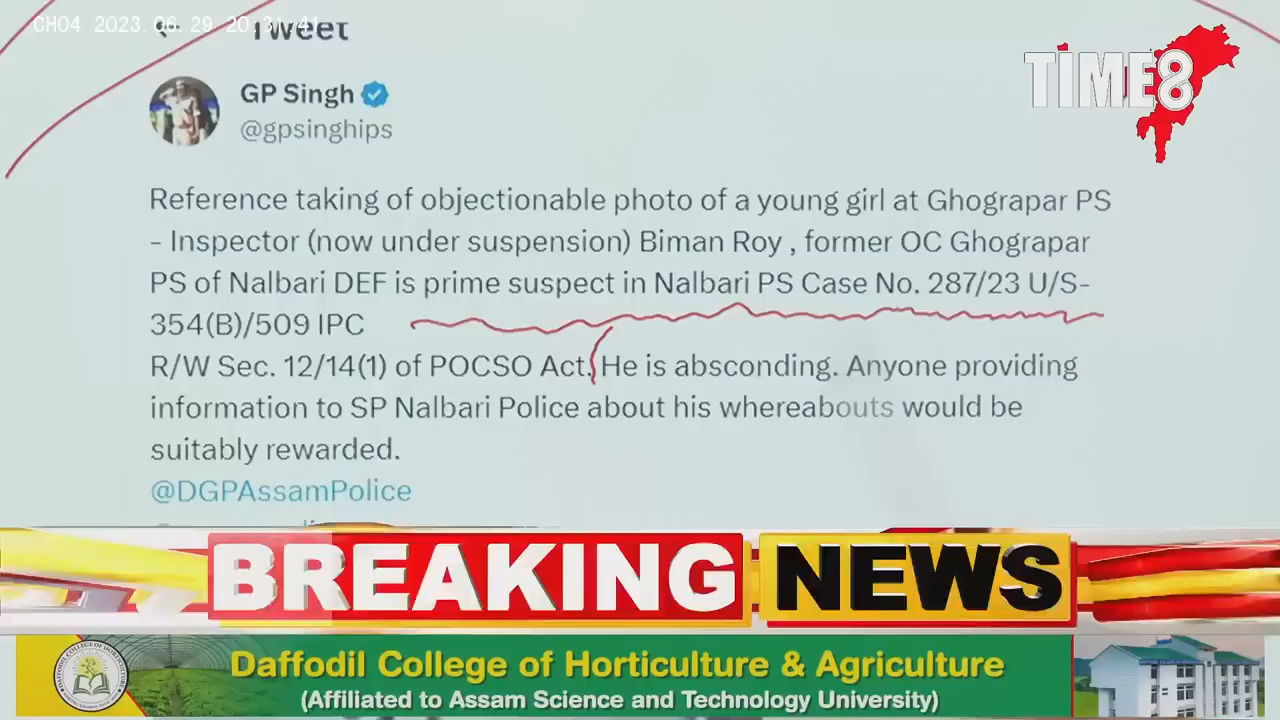 CH04 2023.06.29 20:31:41
Tweet
TIME8
GP Singh
@gpsinghips
Reference taking of objectionable photo of a young girl at Ghograpar PS
- Inspector (now under suspension) Biman Roy , former OC Ghograpar
PS of Nalbari DEF is prime suspect in Nalbari PS Case No. 287/23 U/S-
354(B)/509 IPC
R/W Sec. 12/14(1) of POCSO Act. He is absconding. Anyone providing
information to SP Nalbari Police about his whereabouts would be
suitably rewarded.
@DGPAssamPolice
BREAKING NEWS
Daffodil College of Horticulture & Agriculture
(Affiliated to Assam Science and Technology University)